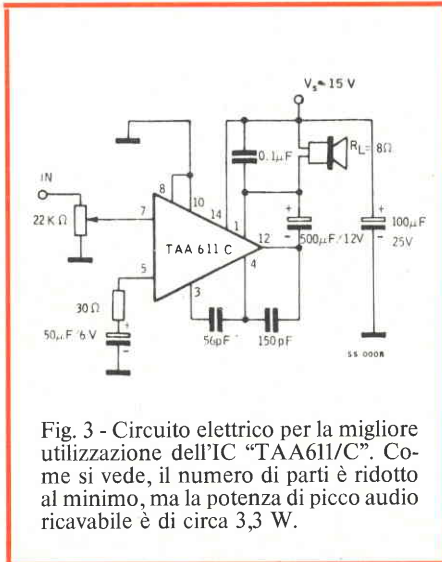 Vs=15 V
0.1µF
RL=8Ω
IN
22KΩ
7
8
10
14
1
12
TAA 611 C
500µF/12V
100µF
25V
5
4
3
30Ω
50µF/6V
56pF
150pF
SS 0008
Fig. 3 - Circuito elettrico per la migliore
utilizzazione dell'IC “TAA611/C”. Co-
me si vede, il numero di parti è ridotto
al minimo, ma la potenza di picco audio
ricavabile è di circa 3,3 W.